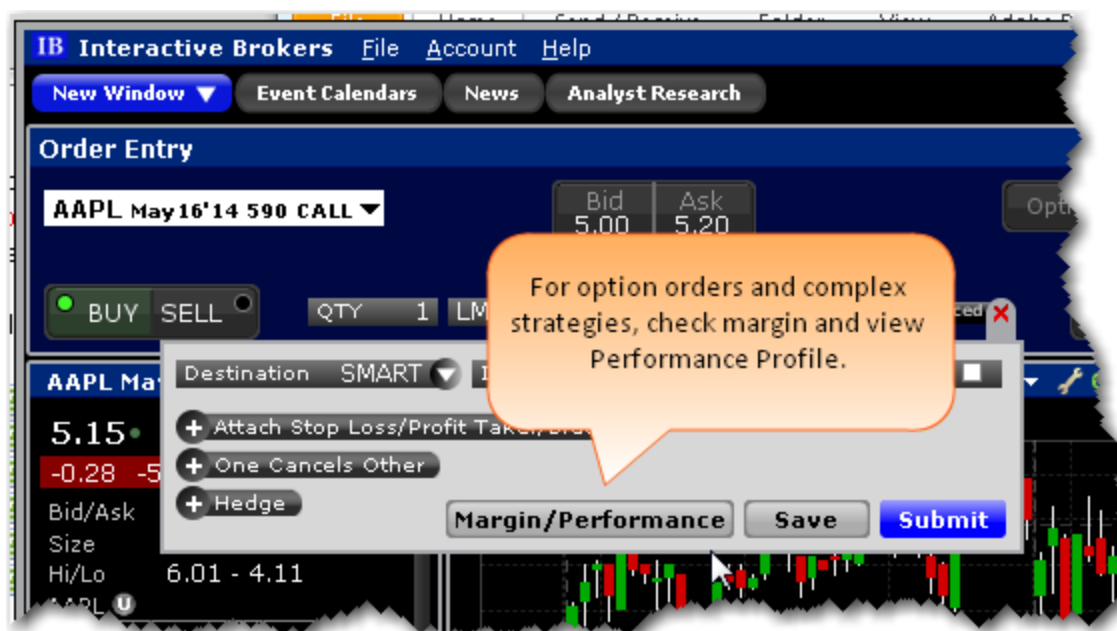 IB Interactive Brokers File Account Help
New Window Event Calendars News Analyst Research
Order Entry
AAPL May16'14 590 CALL
Bid Ask
5.00 5.20
For option orders and complex
strategies, check margin and view
Performance Profile.
BUY SELL QTY 1
AAPL
Destination SMART
5.15
Attach Stop Loss/Profit
-0.28
One Cancels Other
Bid/Ask
Hedge
Margin/Performance Save Submit
Size
Hi/Lo 6.01 - 4.11
AAPL U